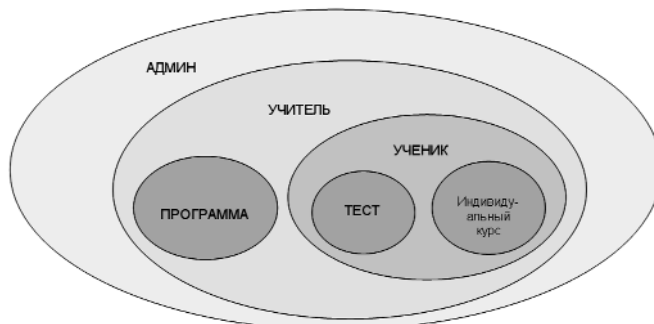 АДМИН
УЧИТЕЛЬ
УЧЕНИК
ПРОГРАММА
ТЕСТ
Индивиду-
альный
курс